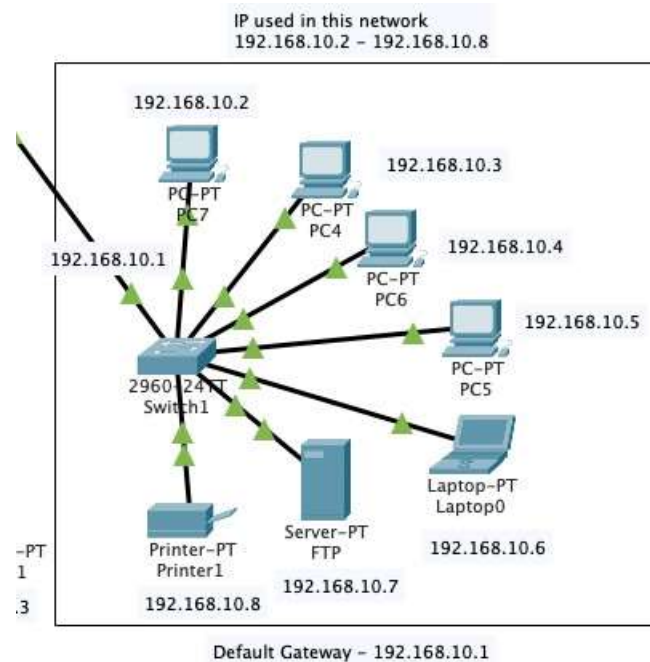 IP used in this network
192.168.10.2 - 192.168.10.8
192.168.10.2
PC-PT
PC7
192.168.10.3
PC-PT
PC4
192.168.10.4
PC-PT
PC6
192.168.10.1
192.168.10.5
PC-PT
PC5
2960-24TT
Switch1
Laptop-PT
Laptop0
192.168.10.6
Server-PT
FTP
192.168.10.7
Printer-PT
Printer1
192.168.10.8
-PT
1
.3
Default Gateway - 192.168.10.1